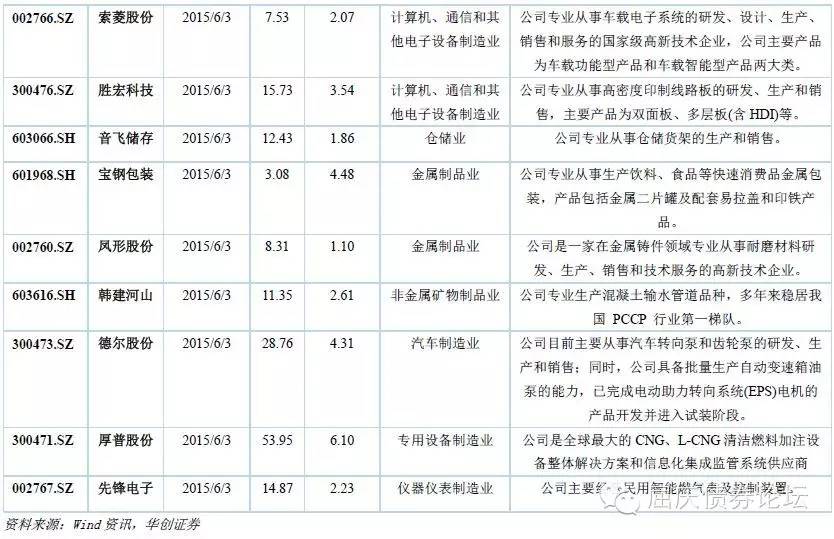 002766.SZ 索菱股份 2015/6/3 7.53 2.07 计算机、通信和其 公司专业从事车载电子系统的研发、设计、生产、
他电子设备制造业 销售和服务的国家级高新技术企业，公司主要产品
为车载功能型产品和车载智能型产品两大类。
300476.SZ 胜宏科技 2015/6/3 15.73 3.54 计算机、通信和其 公司专业从事高密度印制线路板的研发、生产和销
他电子设备制造业 售，主要产品为双面板、多层板(含 HDI)等。
603066.SH 音飞储存 2015/6/3 12.43 1.86 仓储业 公司专业从事仓储货架的生产和销售。
601968.SH 宝钢包装 2015/6/3 3.08 4.48 金属制品业 公司专业从事生产饮料、食品等快速消费品金属包
装，产品包括金属二片罐及配套易拉盖和印铁产
品。
002760.SZ 凤形股份 2015/6/3 8.31 1.10 金属制品业 公司是一家在金属铸件领域专业从事耐磨材料研
发、生产、销售和技术服务的高新技术企业。
603616.SH 韩建河山 2015/6/3 11.35 2.61 非金属矿物制品业 公司专业生产混凝土输水管道品种，多年来稳居我
国 PCCP 行业第一梯队。
300473.SZ 德尔股份 2015/6/3 28.76 4.31 汽车制造业 公司目前主要从事汽车转向泵和齿轮泵的研发、生
产和销售；同时，公司具备批量生产自动变速箱油
泵的能力，已完成电动助力转向系统(EPS)电机的
产品开发并进入试装阶段。
300471.SZ 厚普股份 2015/6/3 53.95 6.10 专用设备制造业 公司是全球最大的 CNG、L-CNG 清洁燃料加注设
备整体解决方案和信息化集成监管系统供应商
002767.SZ 先锋电子 2015/6/3 14.87 2.23 仪器仪表制造业 公司主要经 民用智能燃气 及控制装置
屈庆债券论坛
资料来源：Wind 资讯，华创证券